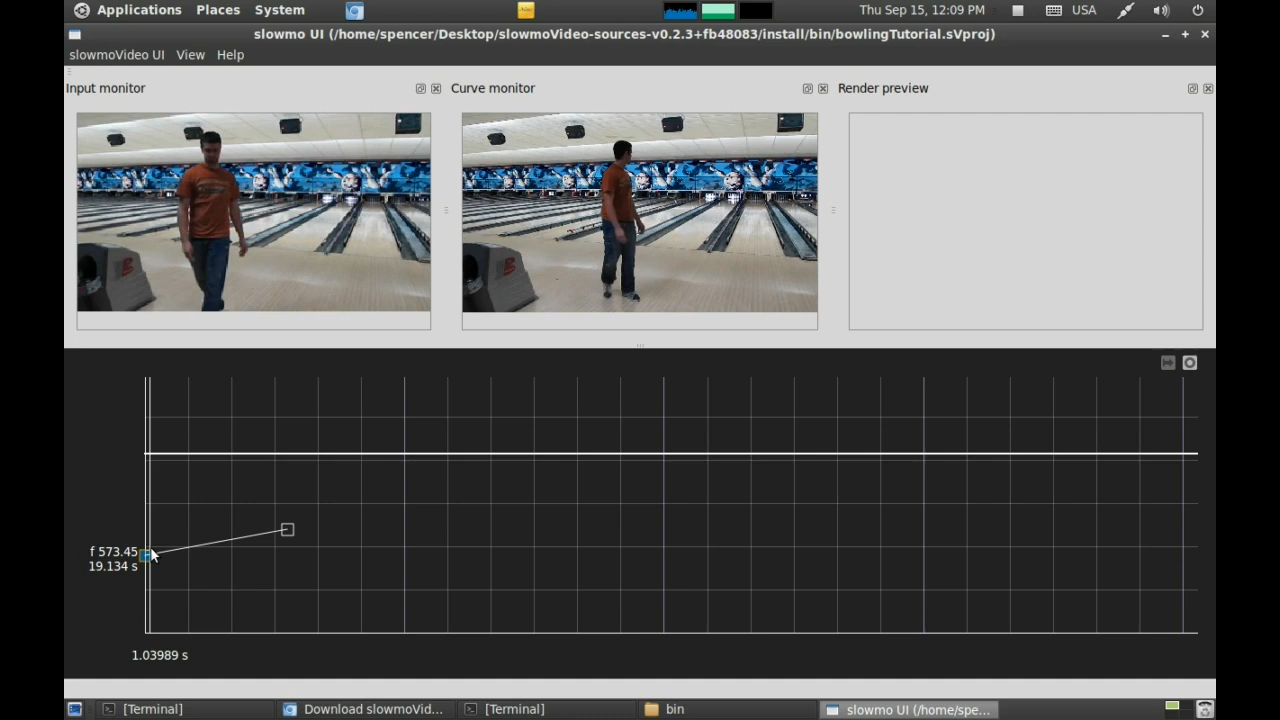 Applications Places System Thu Sep 15, 12:09 PM USA
slowmo UI (/home/spencer/Desktop/slowmoVideo-sources-v0.2.3+fb48083/install/bin/bowlingTutorial.sVproj)
slowmoVideo UI View Help
Input monitor Curve monitor Render preview
f 573.45
19.134 s
1.03989 s
[Terminal] Download slowmoVid... [Terminal] bin slowmo UI (/home/spe...